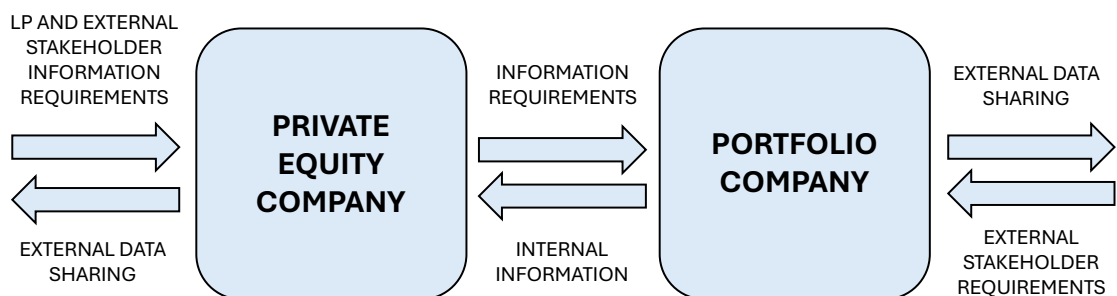 LP AND EXTERNAL
STAKEHOLDER
INFORMATION
REQUIREMENTS
EXTERNAL DATA
SHARING
PRIVATE
EQUITY
COMPANY
INFORMATION
REQUIREMENTS
INTERNAL
INFORMATION
PORTFOLIO
COMPANY
EXTERNAL DATA
SHARING
EXTERNAL
STAKEHOLDER
REQUIREMENTS